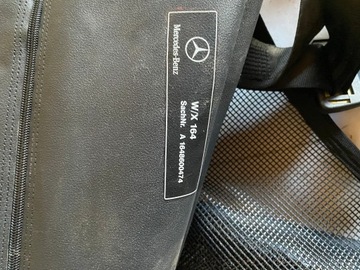 Mercedes-Benz
W/X 164
SachNr. A 1648600474